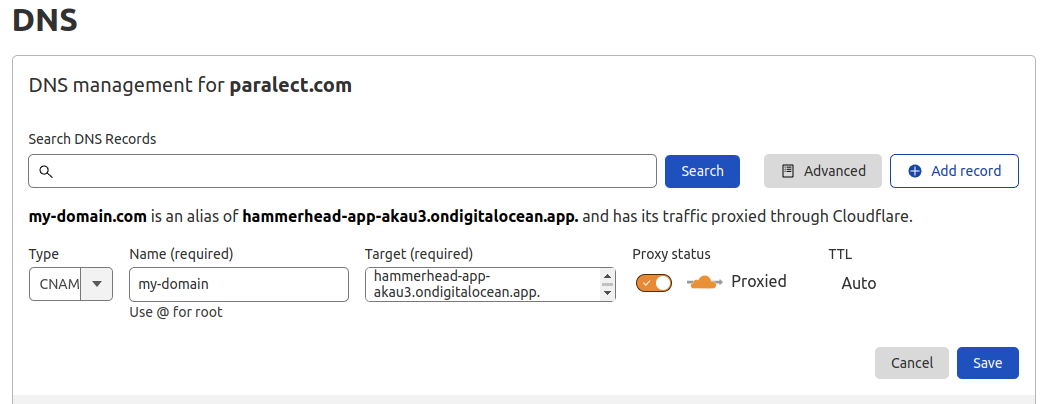 DNS
DNS management for paralect.com
Search DNS Records
Search
Advanced
Add record
my-domain.com is an alias of hammerhead-app-akau3.ondigitalocean.app. and has its traffic proxied through Cloudflare.
Type
Name (required)
Target (required)
Proxy status
TTL
CNAM
my-domain
hammerhead-app-
akau3.ondigitalocean.app.
Proxied
Auto
Use @ for root
Cancel
Save